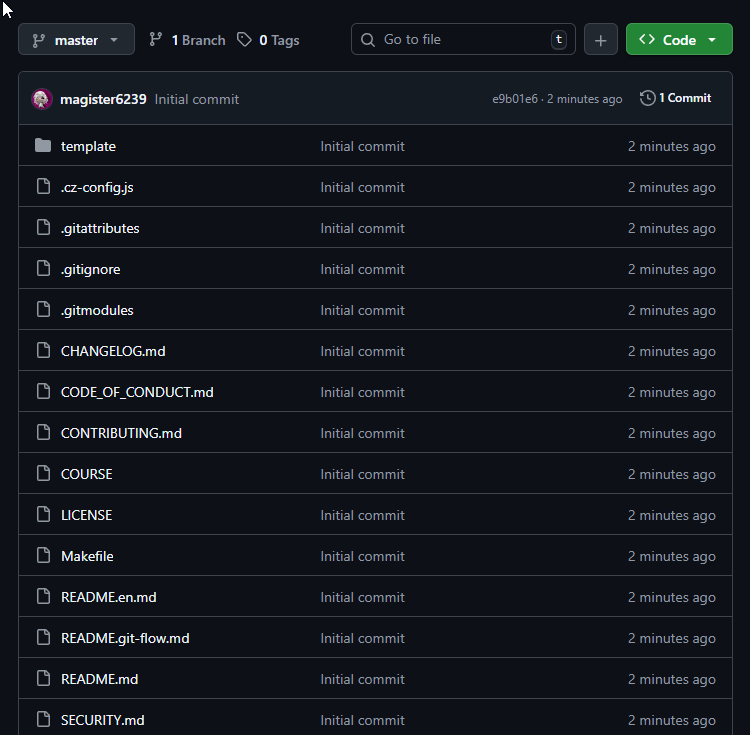 master 1 Branch 0 Tags Go to file t Code
magister6239 Initial commit e9b01e6 · 2 minutes ago 1 Commit
template Initial commit 2 minutes ago
.cz-config.js Initial commit 2 minutes ago
.gitattributes Initial commit 2 minutes ago
.gitignore Initial commit 2 minutes ago
.gitmodules Initial commit 2 minutes ago
CHANGELOG.md Initial commit 2 minutes ago
CODE_OF_CONDUCT.md Initial commit 2 minutes ago
CONTRIBUTING.md Initial commit 2 minutes ago
COURSE Initial commit 2 minutes ago
LICENSE Initial commit 2 minutes ago
Makefile Initial commit 2 minutes ago
README.en.md Initial commit 2 minutes ago
README.git-flow.md Initial commit 2 minutes ago
README.md Initial commit 2 minutes ago
SECURITY.md Initial commit 2 minutes ago